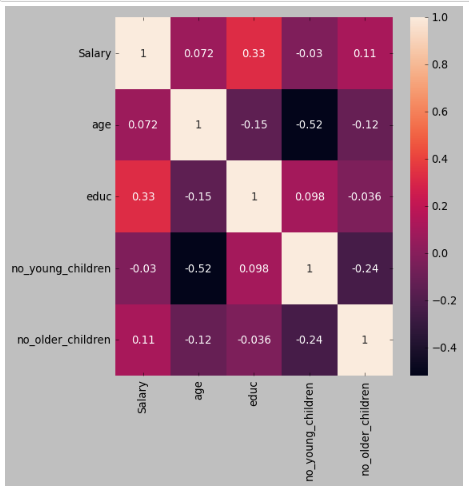 Salary 1 0.072 0.33 -0.03 0.11
age 0.072 1 -0.15 -0.52 -0.12
educ 0.33 -0.15 1 0.098 -0.036
no_young_children -0.03 -0.52 0.098 1 -0.24
no_older_children 0.11 -0.12 -0.036 -0.24 1
Salary
age
educ
no_young_children
no_older_children
1.0
0.8
0.6
0.4
0.2
0.0
−0.2
−0.4